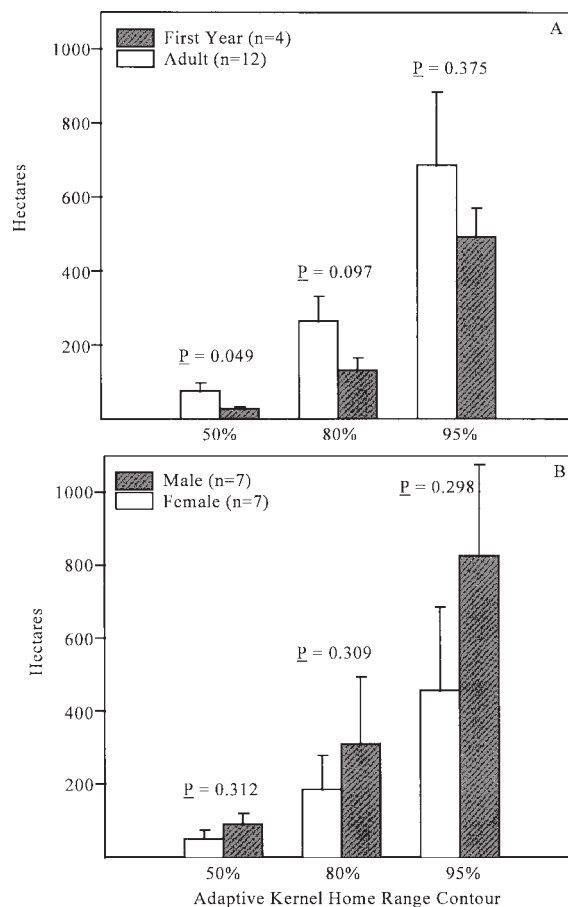 A
First Year (n=4)
Adult (n=12)
1000
800
600
400
200
Hectares
P = 0.049
P = 0.097
P = 0.375
50% 80% 95%
B
Male (n=7)
Female (n=7)
1000
800
600
400
200
Hectares
P = 0.312
P = 0.309
P = 0.298
50% 80% 95%
Adaptive Kernel Home Range Contour